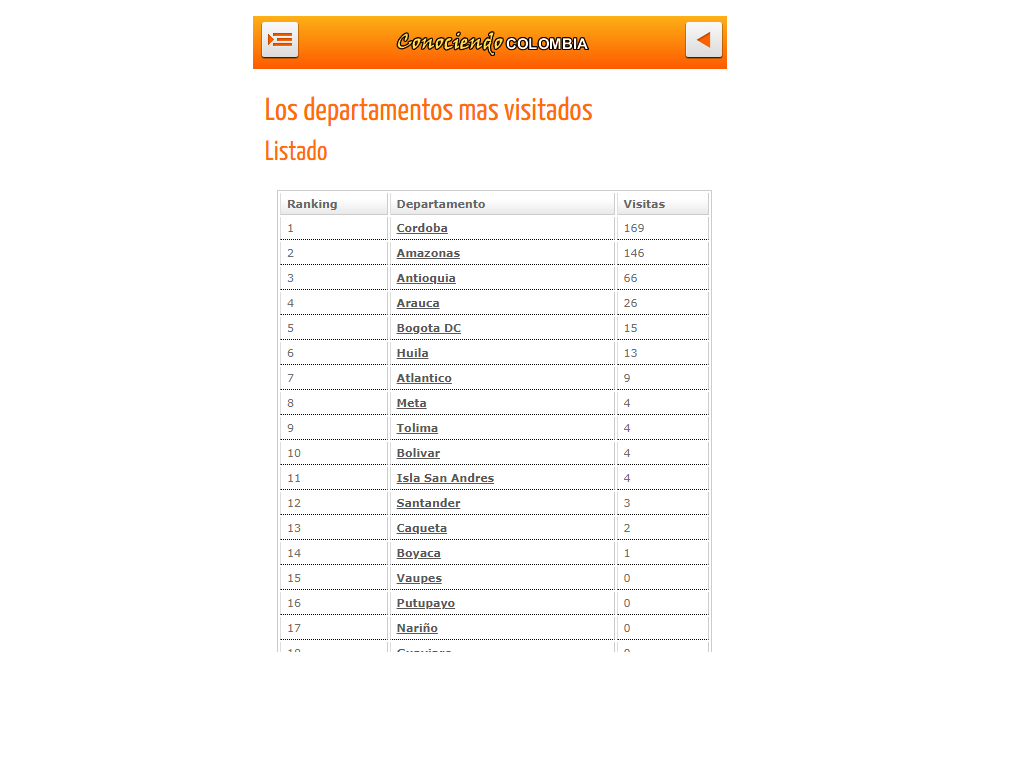 Conociendo COLOMBIA
Los departamentos mas visitados
Listado
Ranking Departamento Visitas
1 Cordoba 169
2 Amazonas 146
3 Antioquia 66
4 Arauca 26
5 Bogota DC 15
6 Huila 13
7 Atlantico 9
8 Meta 4
9 Tolima 4
10 Bolivar 4
11 Isla San Andres 4
12 Santander 3
13 Caqueta 2
14 Boyaca 1
15 Vaupes 0
16 Putupayo 0
17 Nariño 0